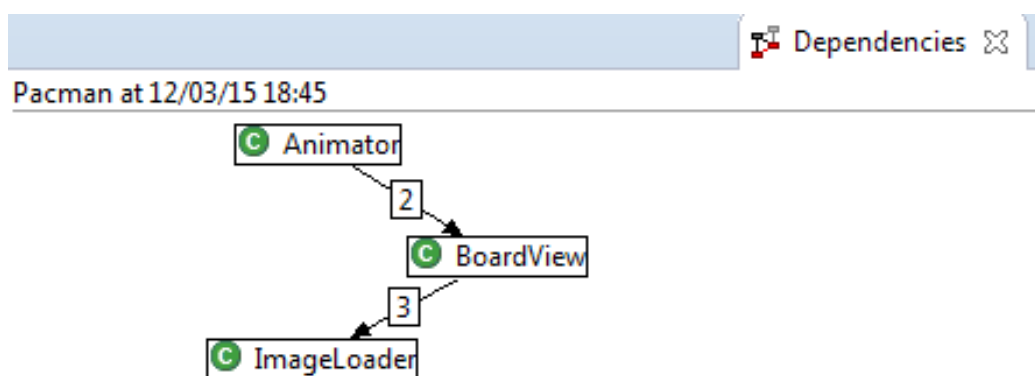 Dependencies
Pacman at 12/03/15 18:45
C Animator
2
C BoardView
3
C ImageLoader